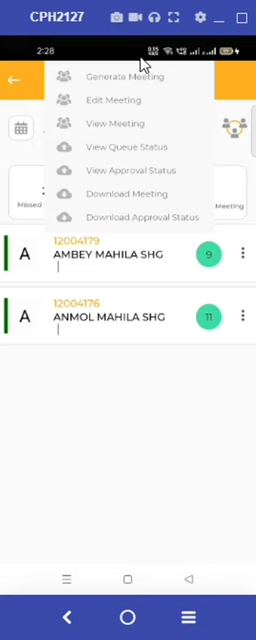 CPH2127
2:28
Generate Meeting
Edit Meeting
View Meeting
View Queue Status
View Approval Status
Download Meeting
Download Approval Status
Missed
Meeting
12004179
A
AMBEY MAHILA SHG
9
12004176
A
ANMOL MAHILA SHG
11